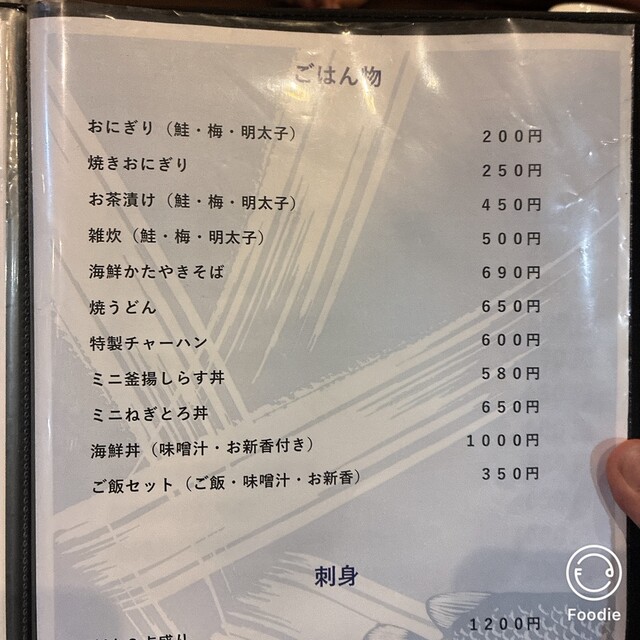 ごはん物
おにぎり（鮭・梅・明太子） 200円
焼きおにぎり 250円
お茶漬け（鮭・梅・明太子） 450円
雑炊（鮭・梅・明太子） 500円
海鮮かたやきそば 690円
焼うどん 650円
特製チャーハン 600円
ミニ釜揚しらす丼 580円
ミニねぎとろ丼 650円
海鮮丼（味噌汁・お新香付き） 1000円
ご飯セット（ご飯・味噌汁・お新香） 350円
刺身
1200円
Foodie